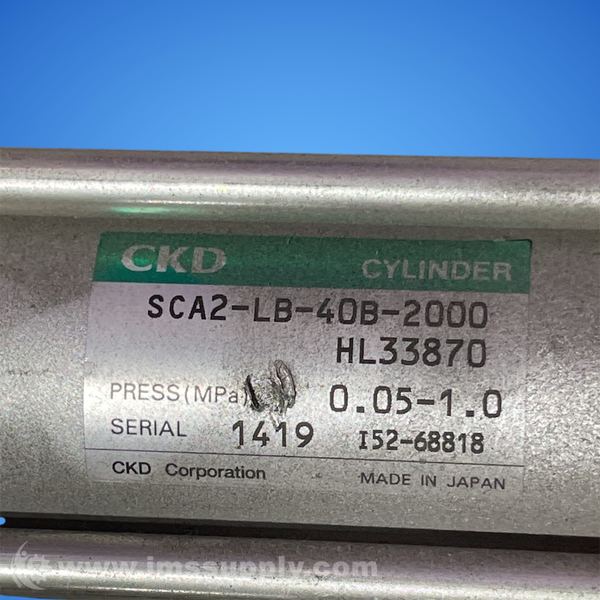 CKD CYLINDER
SCA2-LB-40B-2000
HL33870
PRESS(MPa) 0.05-1.0
SERIAL 1419 I52-68818
CKD Corporation MADE IN JAPAN
www.imssupply.com